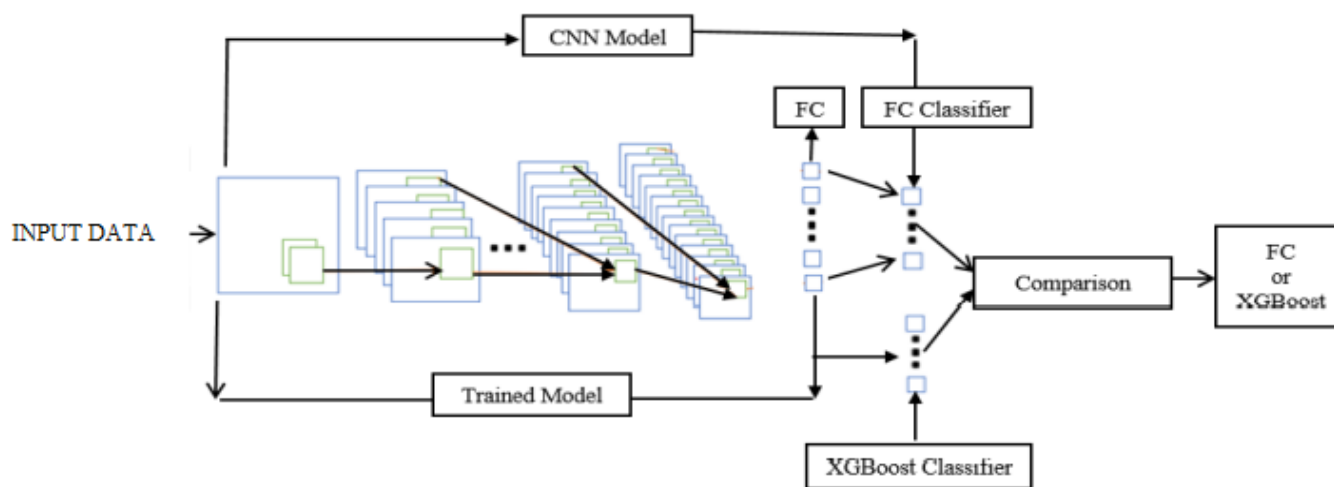 CNN Model
FC
FC Classifier
INPUT DATA
Comparison
FC
or
XGBoost
Trained Model
XGBoost Classifier